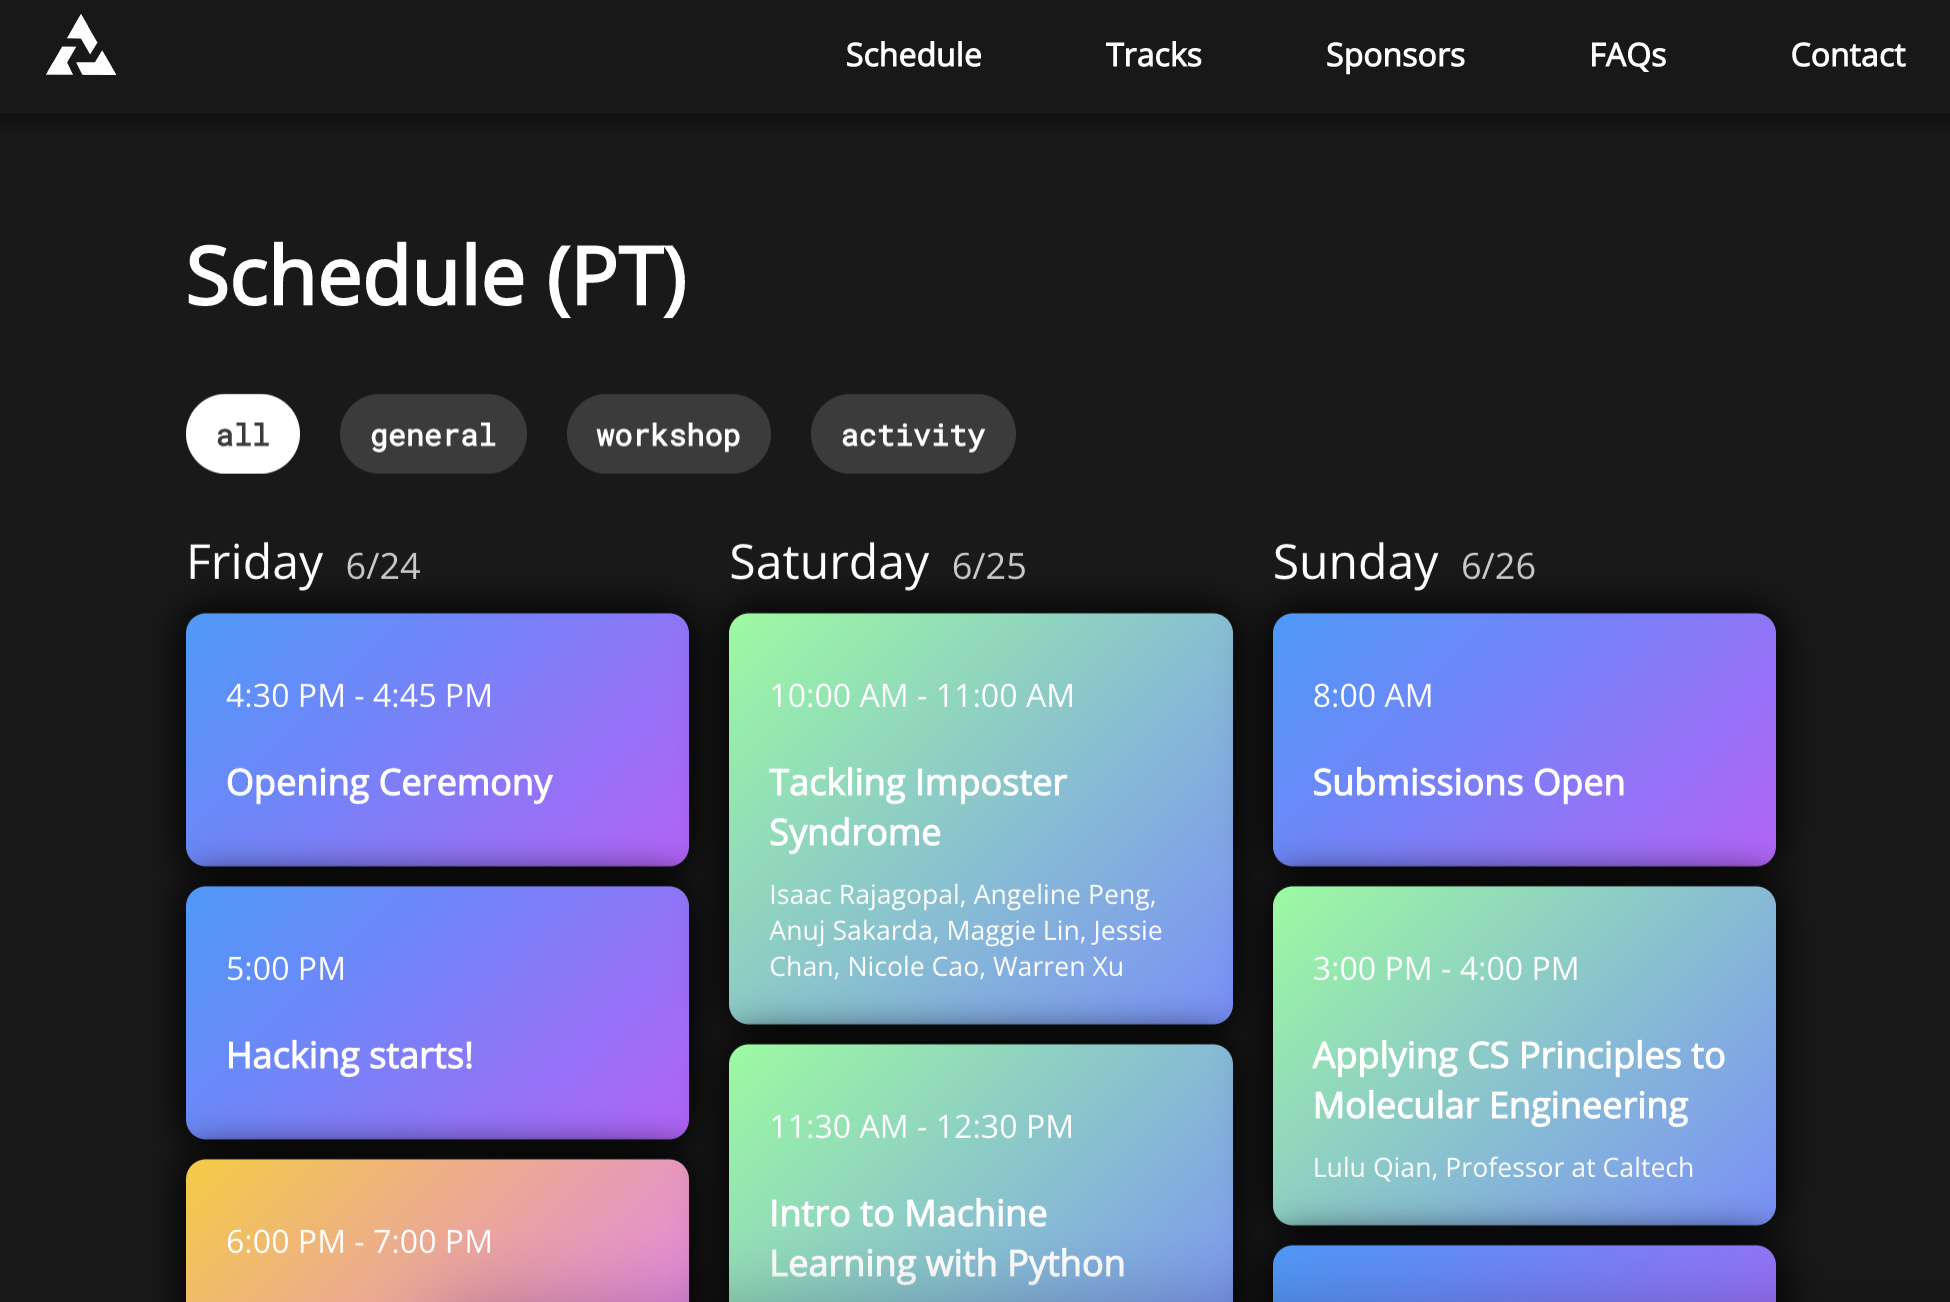 Schedule
Tracks
Sponsors
FAQs
Contact
Schedule (PT)
all
general
workshop
activity
Friday 6/24
4:30 PM - 4:45 PM
Opening Ceremony
5:00 PM
Hacking starts!
6:00 PM - 7:00 PM
Saturday 6/25
10:00 AM - 11:00 AM
Tackling Imposter
Syndrome
Isaac Rajagopal, Angeline Peng,
Anuj Sakarda, Maggie Lin, Jessie
Chan, Nicole Cao, Warren Xu
11:30 AM - 12:30 PM
Intro to Machine
Learning with Python
Sunday 6/26
8:00 AM
Submissions Open
3:00 PM - 4:00 PM
Applying CS Principles to
Molecular Engineering
Lulu Qian, Professor at Caltech